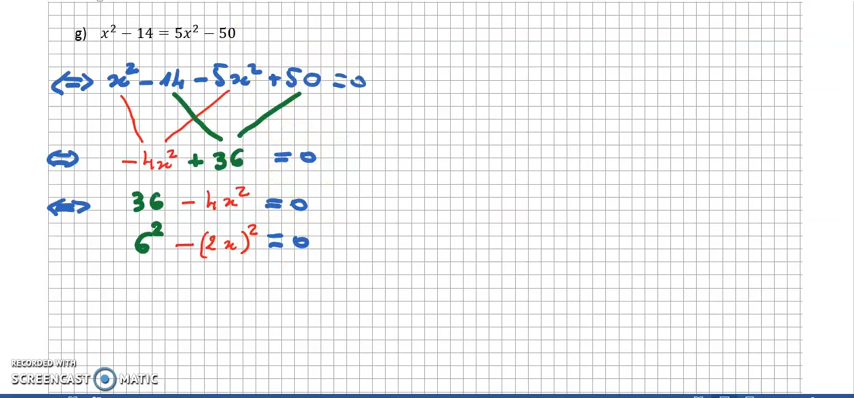 g) x² − 14 = 5x² − 50
⇔ x² − 14 − 5x² + 50 = 0
⇔ − 4x² + 36 = 0
⇔ 36 − 4x² = 0
6² − (2x)² = 0
RECORDED WITH
SCREENCAST MATIC